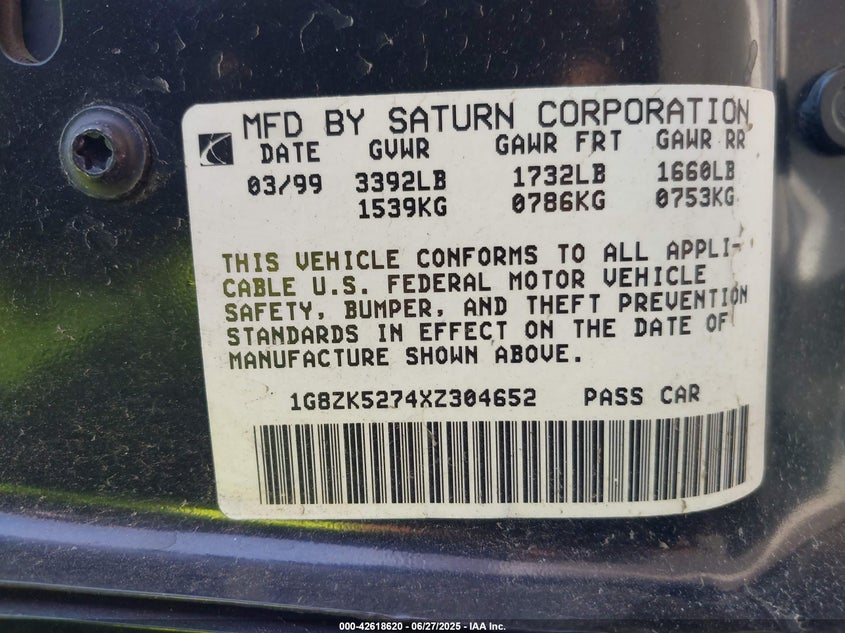 MFD BY SATURN CORPORATION
DATE GVWR GAWR FRT GAWR RR
03/99 3392LB 1732LB 1660LB
1539KG 0786KG 0753KG
THIS VEHICLE CONFORMS TO ALL APPLI-
CABLE U.S. FEDERAL MOTOR VEHICLE
SAFETY, BUMPER, AND THEFT PREVENTION
STANDARDS IN EFFECT ON THE DATE OF
MANUFACTURE SHOWN ABOVE.
1G8ZK5274XZ304652 PASS CAR
000-42618620 | 06/27/2025 - IAA Inc.